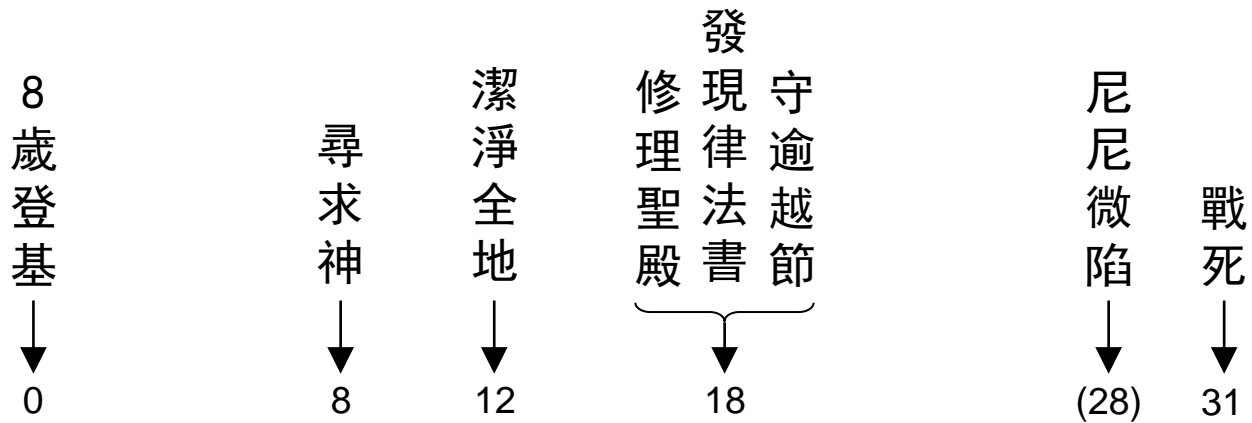 8歲登基
尋求神
潔淨全地
修理聖殿
發現律法書
守逾越節
尼尼微陷
戰死
0
8
12
18
(28)
31